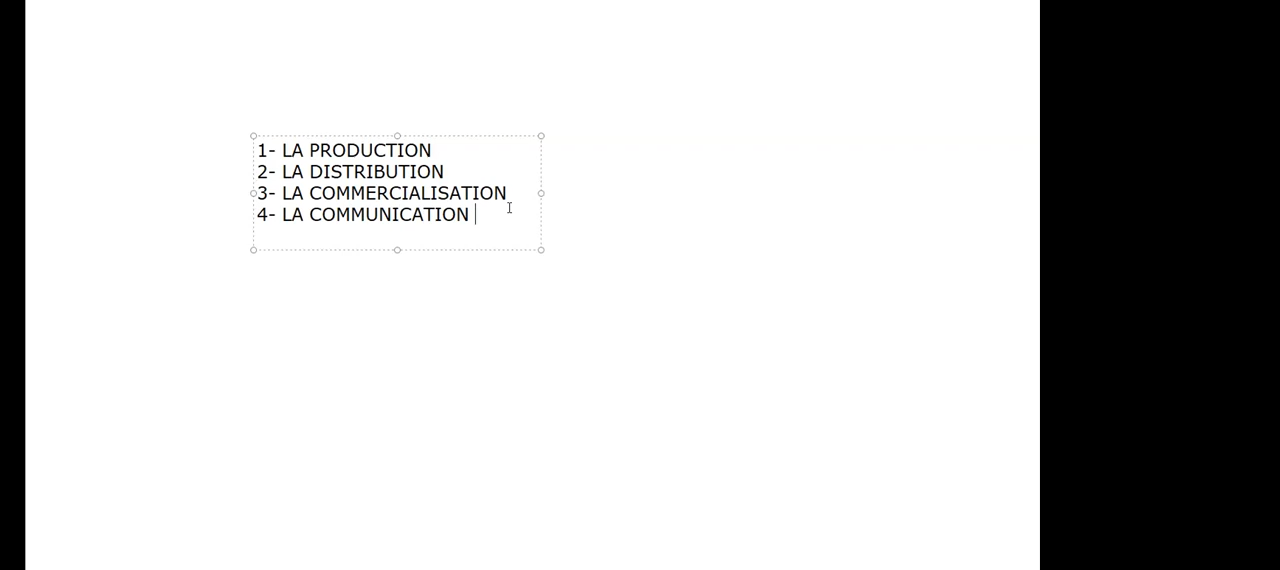 1- LA PRODUCTION
2- LA DISTRIBUTION
3- LA COMMERCIALISATION
4- LA COMMUNICATION